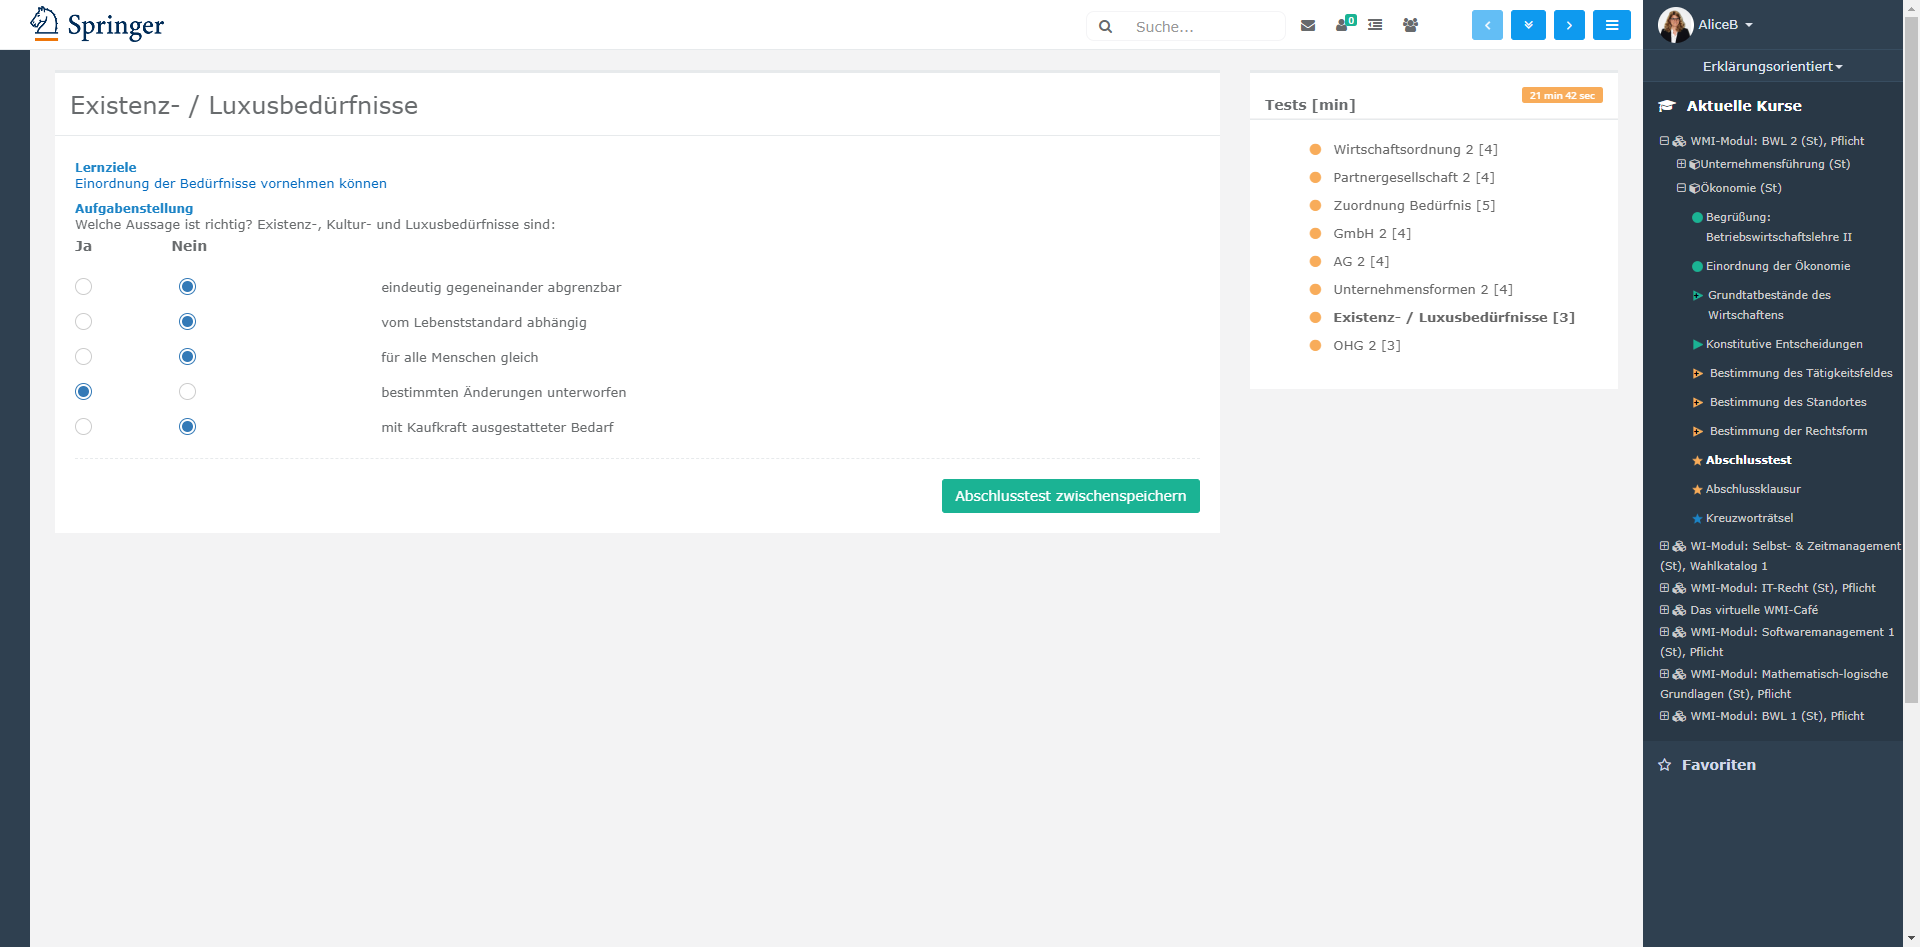 Springer
Suche...
0
AliceB
Erklärungsorientiert
Existenz- / Luxusbedürfnisse
Lernziele
Einordnung der Bedürfnisse vornehmen können
Aufgabenstellung
Welche Aussage ist richtig? Existenz-, Kultur- und Luxusbedürfnisse sind:
Ja Nein
eindeutig gegeneinander abgrenzbar
vom Lebenststandard abhängig
für alle Menschen gleich
bestimmten Änderungen unterworfen
mit Kaufkraft ausgestatteter Bedarf
Abschlusstest zwischenspeichern
Tests [min]
21 min 42 sec
Wirtschaftsordnung 2 [4]
Partnergesellschaft 2 [4]
Zuordnung Bedürfnis [5]
GmbH 2 [4]
AG 2 [4]
Unternehmensformen 2 [4]
Existenz- / Luxusbedürfnisse [3]
OHG 2 [3]
Aktuelle Kurse
WMI-Modul: BWL 2 (St), Pflicht
Unternehmensführung (St)
Ökonomie (St)
Begrüßung:
Betriebswirtschaftslehre II
Einordnung der Ökonomie
Grundtatbestände des
Wirtschaftens
Konstitutive Entscheidungen
Bestimmung des Tätigkeitsfeldes
Bestimmung des Standortes
Bestimmung der Rechtsform
Abschlusstest
Abschlussklausur
Kreuzworträtsel
WI-Modul: Selbst- & Zeitmanagement
(St), Wahlkatalog 1
WMI-Modul: IT-Recht (St), Pflicht
Das virtuelle WMI-Café
WMI-Modul: Softwaremanagement 1
(St), Pflicht
WMI-Modul: Mathematisch-logische
Grundlagen (St), Pflicht
WMI-Modul: BWL 1 (St), Pflicht
Favoriten